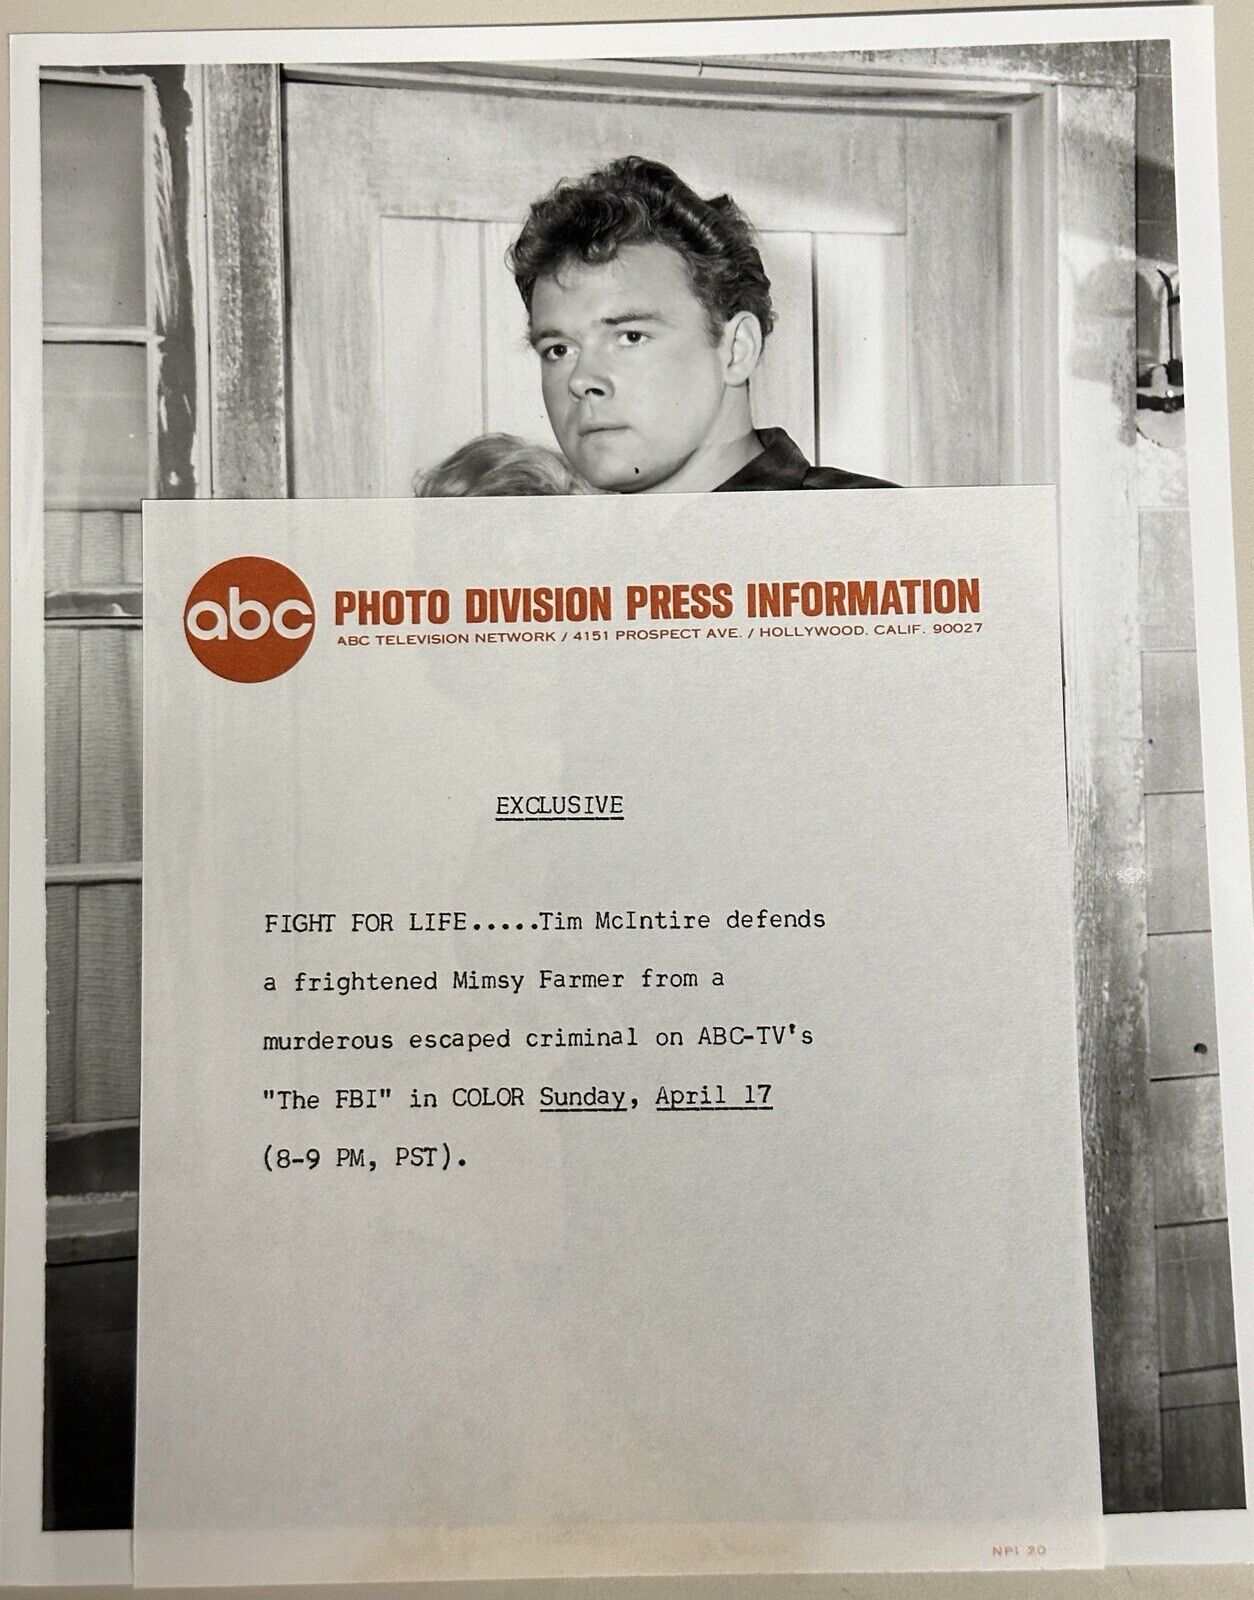 abc
PHOTO DIVISION PRESS INFORMATION
ABC TELEVISION NETWORK / 4151 PROSPECT AVE. / HOLLYWOOD, CALIF. 90027
EXCLUSIVE
FIGHT FOR LIFE.....Tim McIntire defends
a frightened Mimsy Farmer from a
murderous escaped criminal on ABC-TV's
"The FBI" in COLOR Sunday, April 17
(8-9 PM, PST).
NPI 20